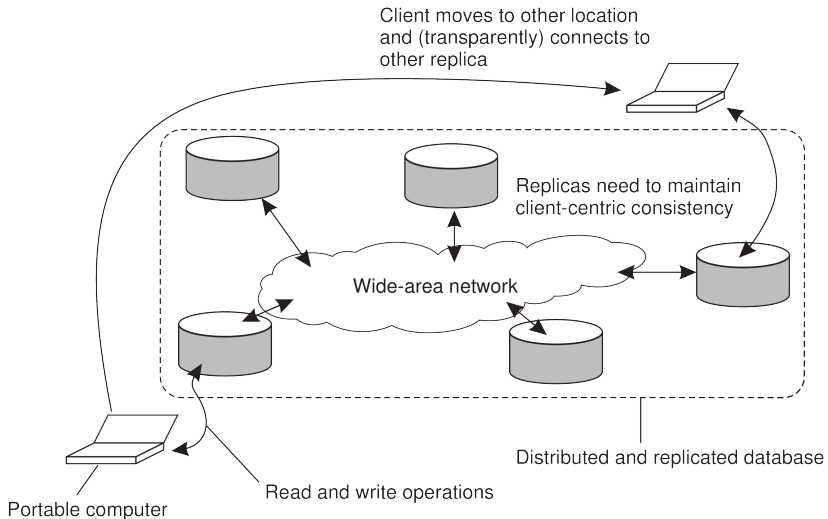 Client moves to other location
and (transparently) connects to
other replica
Replicas need to maintain
client-centric consistency
Wide-area network
Distributed and replicated database
Read and write operations
Portable computer